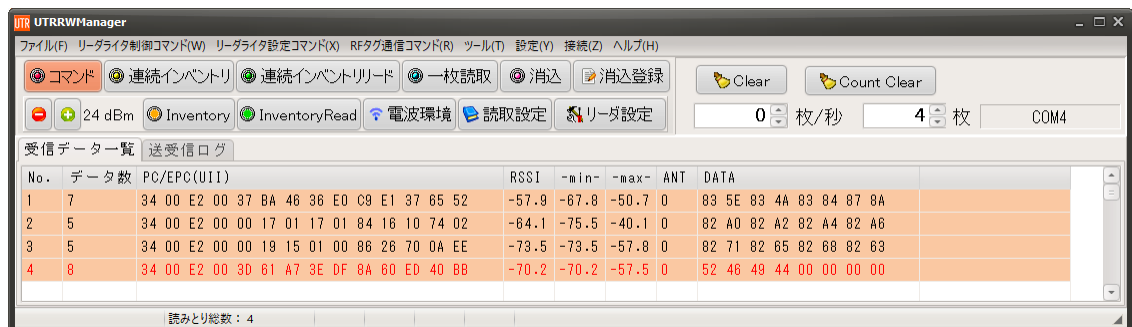 UTR UTRRWManager
ファイル(F) リーダライタ制御コマンド(W) リーダライタ設定コマンド(X) RFタグ通信コマンド(R) ツール(T) 設定(Y) 接続(Z) ヘルプ(H)
コマンド 連続インベントリ 連続インベントリリード 一枚読取 消込 消込登録 Clear Count Clear
24 dBm Inventory InventoryRead 電波環境 読取設定 リーダ設定 0 枚/秒 4 枚 COM4
受信データ一覧 送受信ログ
No. データ数 PC/EPC(UII) RSSI -min- -max- ANT DATA
1 7 34 00 E2 00 37 BA 46 36 E0 C9 E1 37 65 52 -57.9 -67.8 -50.7 0 83 5E 83 4A 83 84 87 8A
2 5 34 00 E2 00 00 17 01 17 01 84 16 10 74 02 -64.1 -75.5 -40.1 0 82 A0 82 A2 82 A4 82 A6
3 5 34 00 E2 00 00 19 15 01 00 86 26 70 0A EE -73.5 -73.5 -57.8 0 82 71 82 65 82 68 82 63
4 8 34 00 E2 00 3D 61 A7 3E DF 8A 60 ED 40 BB -70.2 -70.2 -57.5 0 52 46 49 44 00 00 00 00
読みとり総数： 4